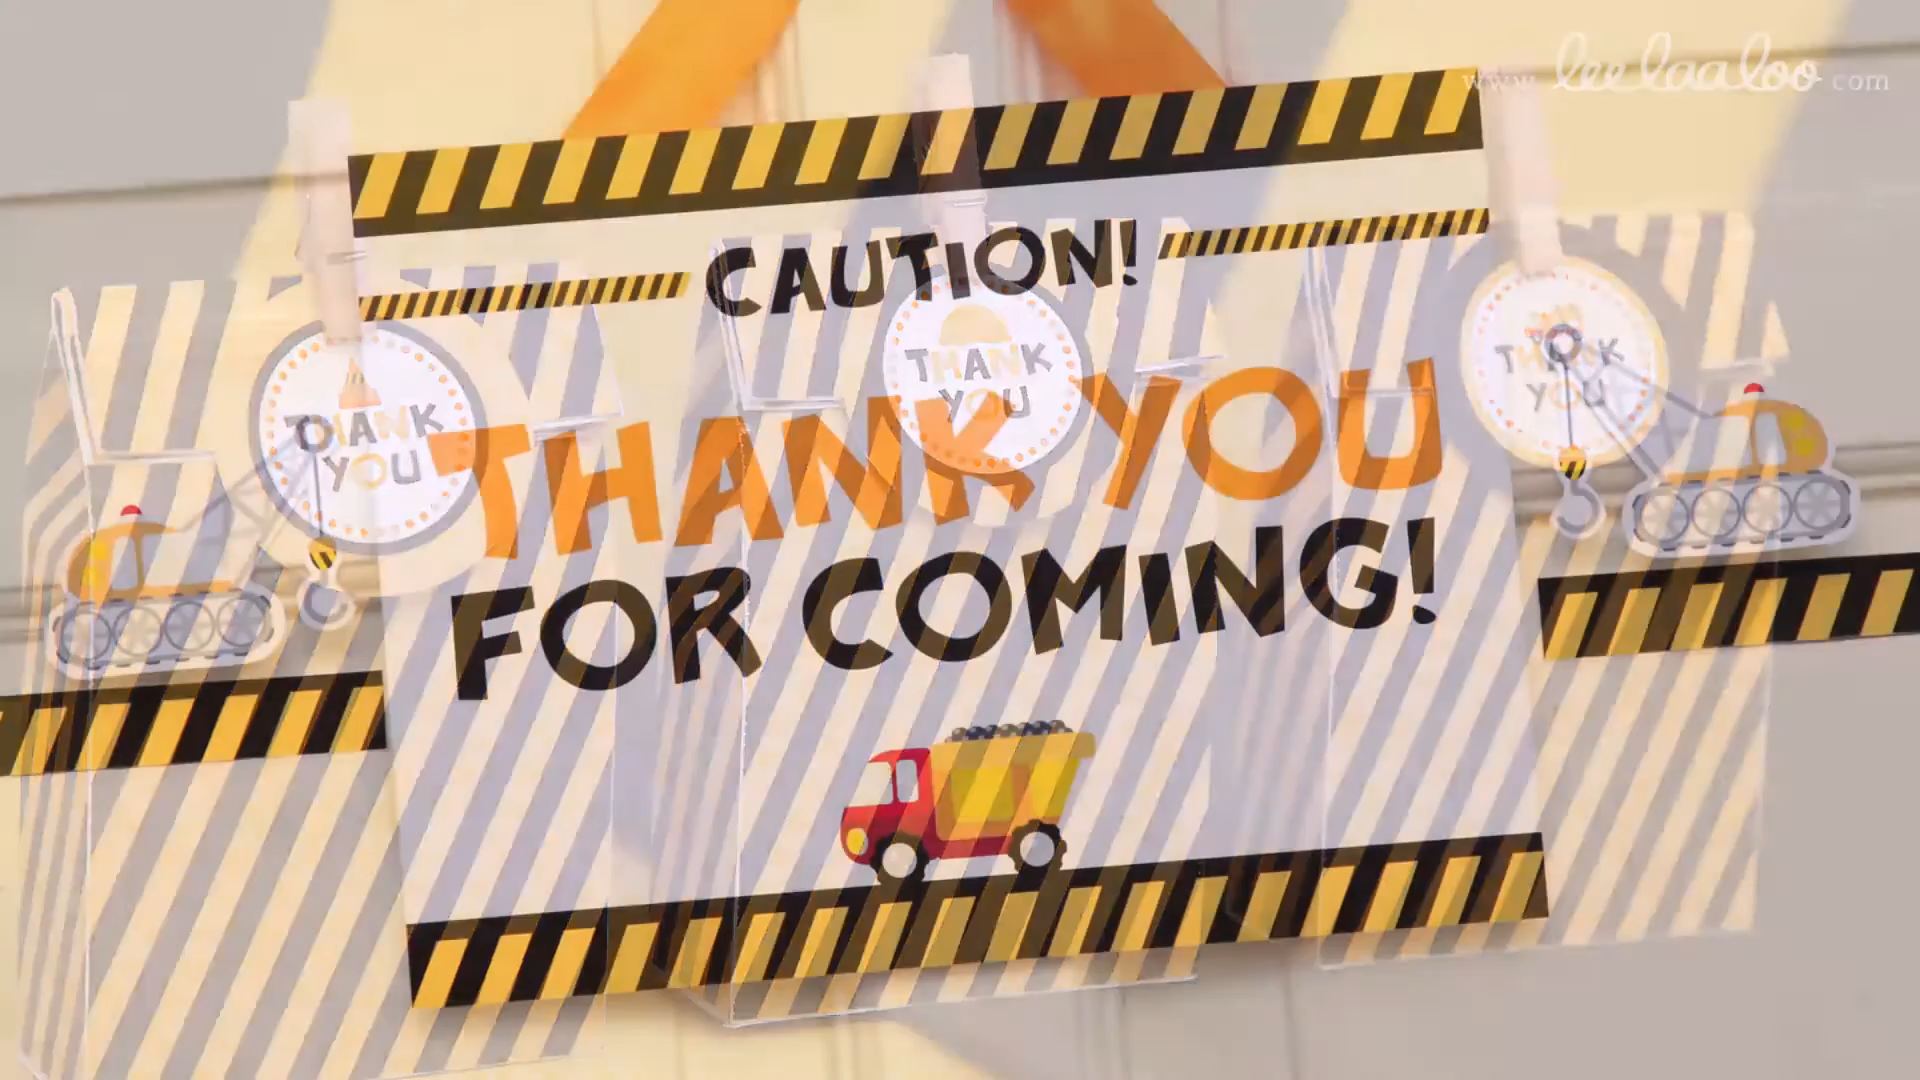 www.leelaaloo.com
CAUTION!
THANK YOU
FOR COMING!
THANK
YOU
THANK
YOU
THANK
YOU